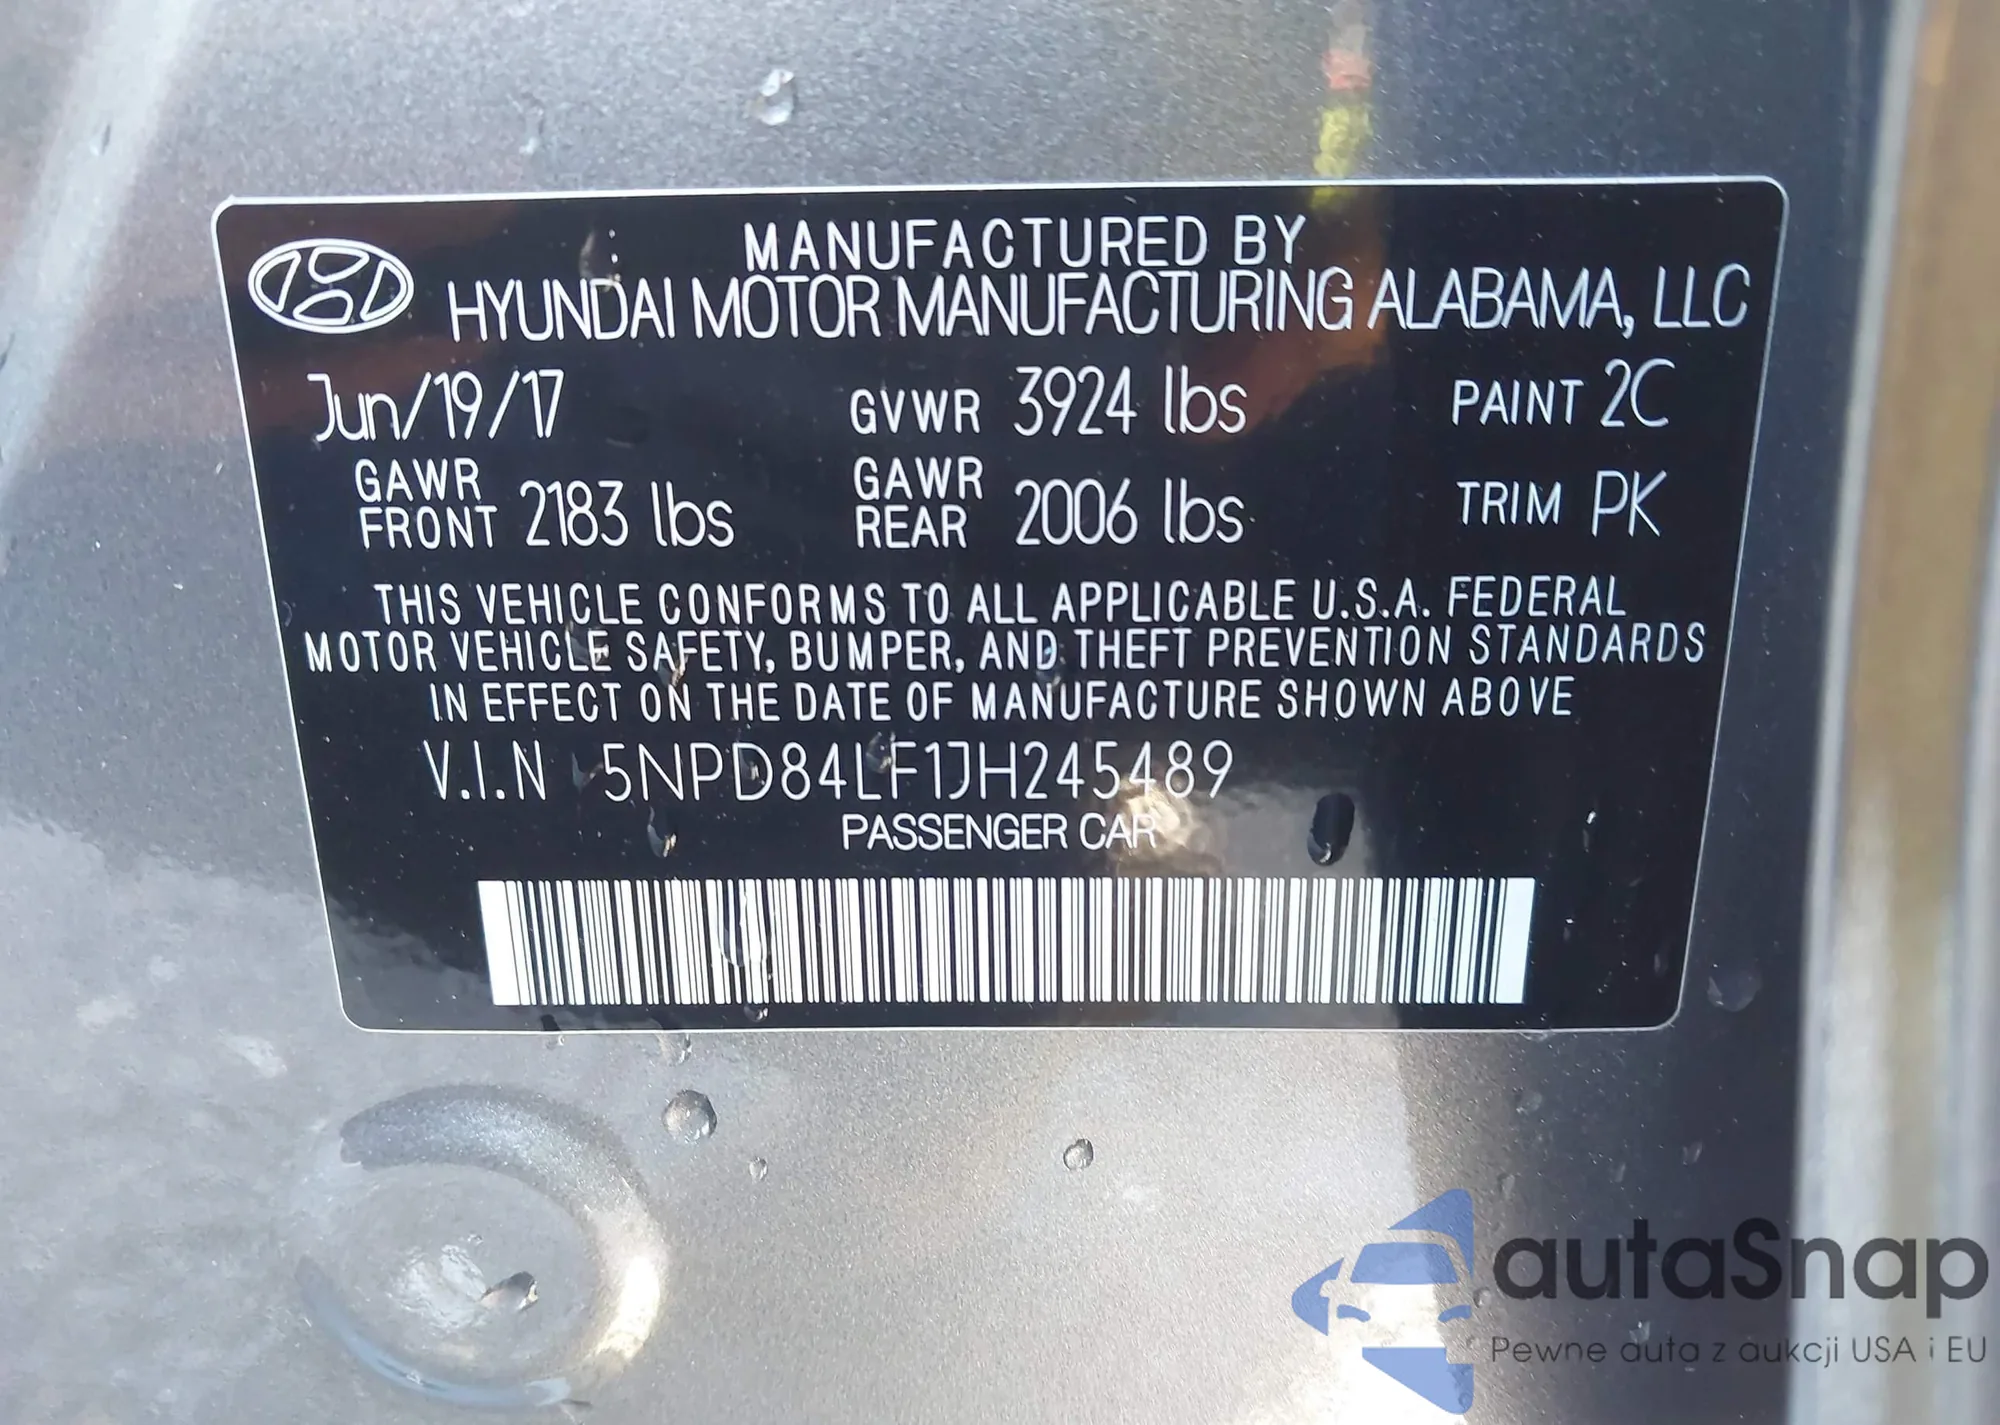 MANUFACTURED BY
HYUNDAI MOTOR MANUFACTURING ALABAMA, LLC
Jun/19/17 GVWR 3924 lbs PAINT 2C
GAWR FRONT 2183 lbs GAWR REAR 2006 lbs TRIM PK
THIS VEHICLE CONFORMS TO ALL APPLICABLE U.S.A. FEDERAL
MOTOR VEHICLE SAFETY, BUMPER, AND THEFT PREVENTION STANDARDS
IN EFFECT ON THE DATE OF MANUFACTURE SHOWN ABOVE
V.I.N 5NPD84LF1JH245489
PASSENGER CAR
autaSnap
Pewne auta z aukcji USA i EU